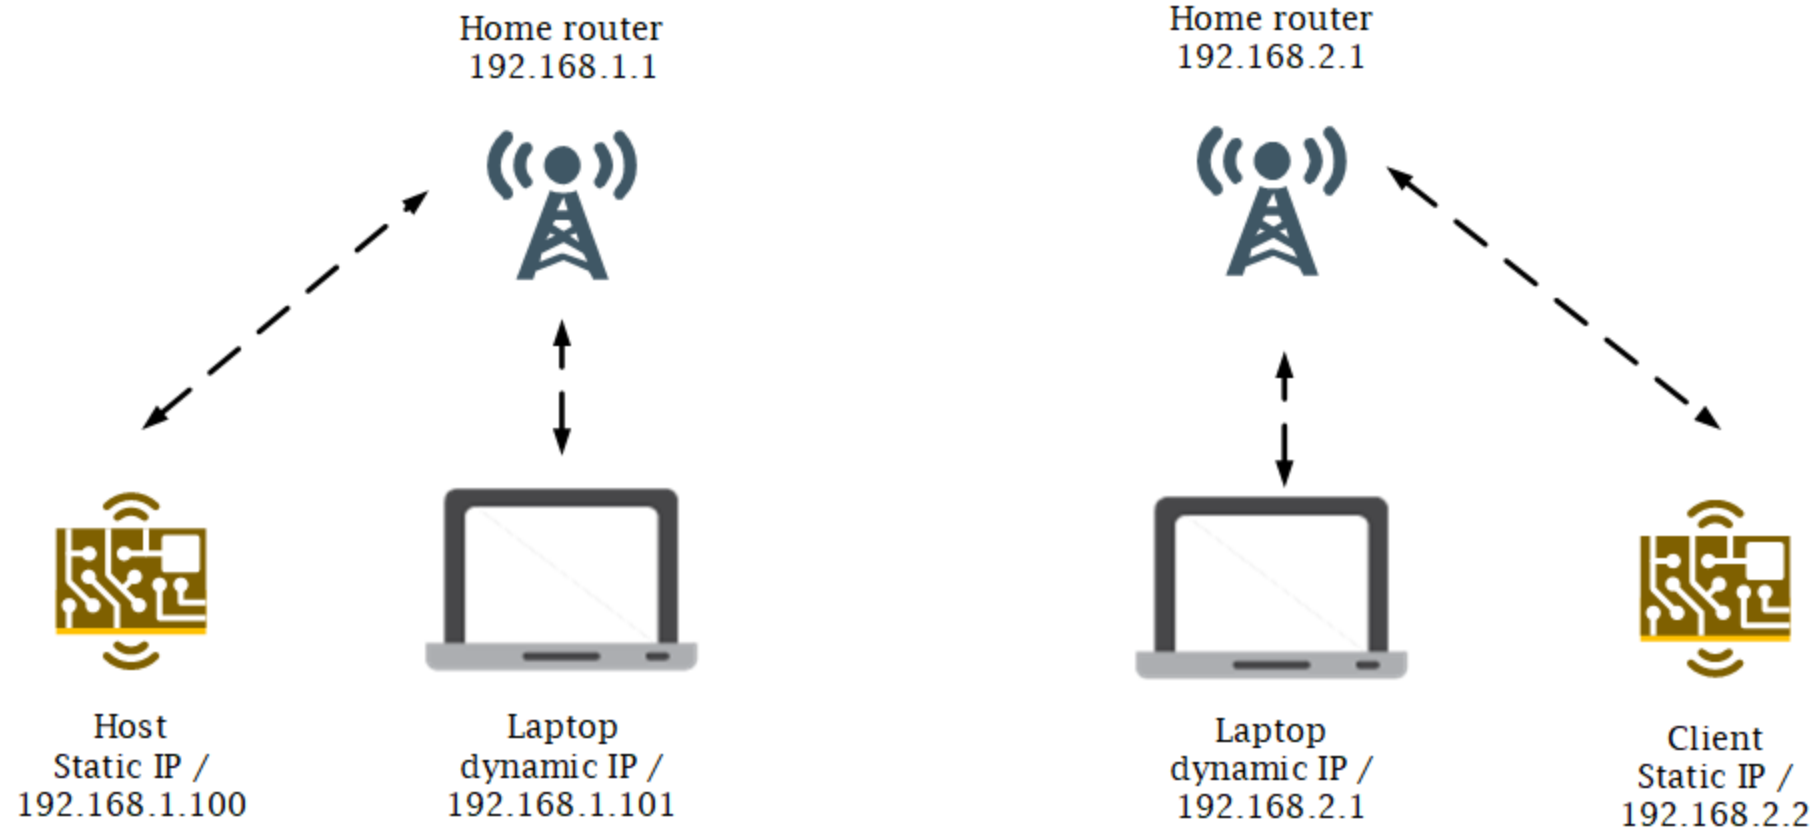 Home router
192.168.1.1
Home router
192.168.2.1
Host
Static IP /
192.168.1.100
Laptop
dynamic IP /
192.168.1.101
Laptop
dynamic IP /
192.168.2.1
Client
Static IP /
192.168.2.2